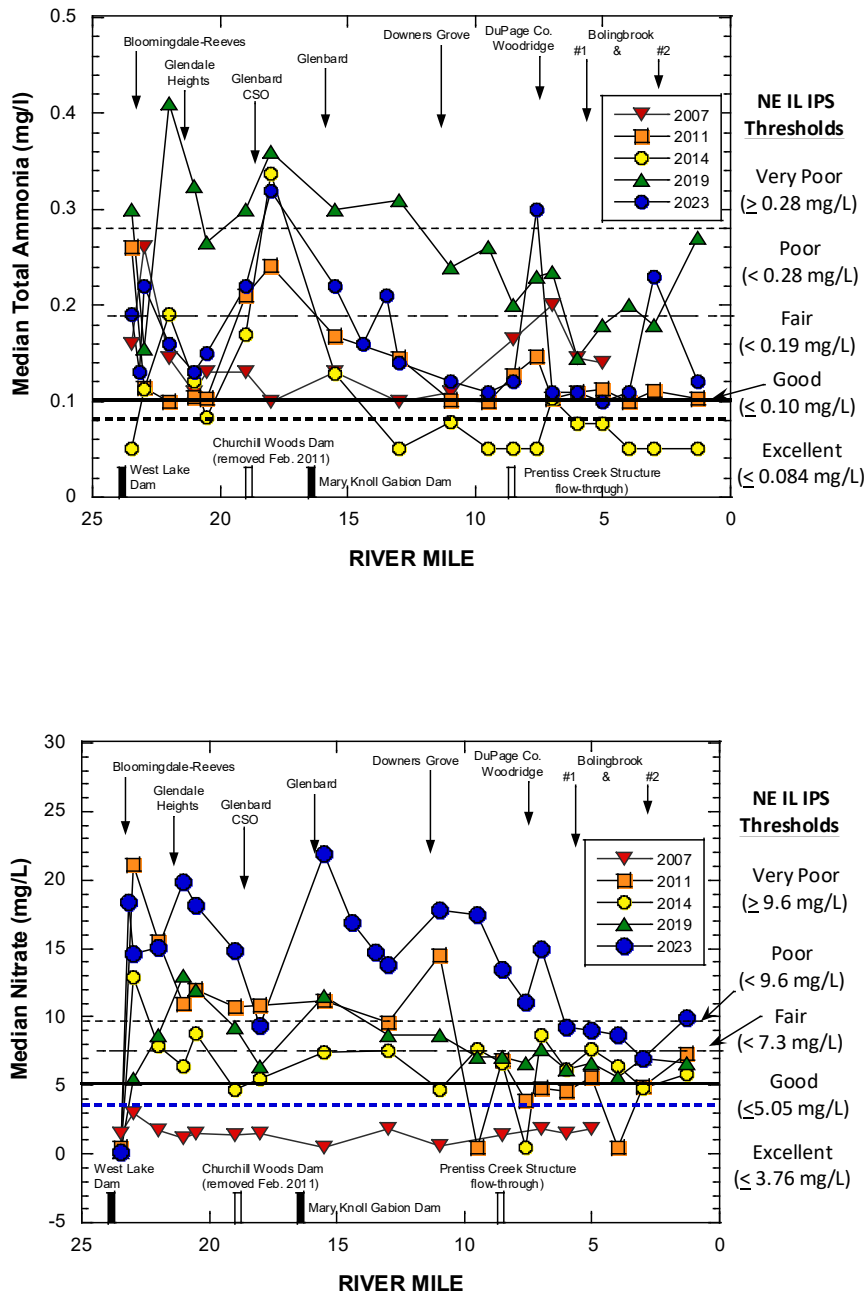 0.5
0.4
0.3
0.2
0.1
0
Median Total Ammonia (mg/l)
Bloomingdale-Reeves
Glendale
Heights
Glenbard
CSO
Glenbard
Downers Grove
DuPage Co.
Woodridge
Bolingbrook
#1 & #2
2007
2011
2014
2019
2023
Churchill Woods Dam
(removed Feb. 2011)
West Lake
Dam
Mary Knoll Gabion Dam
Prentiss Creek Structure
flow-through)
25 20 15 10 5 0
RIVER MILE
NE IL IPS
Thresholds
Very Poor
(≥ 0.28 mg/L)
Poor
(< 0.28 mg/L)
Fair
(< 0.19 mg/L)
Good
(≤ 0.10 mg/L)
Excellent
(≤ 0.084 mg/L)
30
25
20
15
10
5
0
-5
Median Nitrate (mg/L)
Bloomingdale-Reeves
Glendale
Heights
Glenbard
CSO
Glenbard
Downers Grove
DuPage Co.
Woodridge
Bolingbrook
#1 & #2
2007
2011
2014
2019
2023
West Lake
Dam
Churchill Woods Dam
(removed Feb. 2011)
Mary Knoll Gabion Dam
Prentiss Creek Structure
flow-through)
25 20 15 10 5 0
RIVER MILE
NE IL IPS
Thresholds
Very Poor
(≥ 9.6 mg/L)
Poor
(< 9.6 mg/L)
Fair
(< 7.3 mg/L)
Good
(≤5.05 mg/L)
Excellent
(≤ 3.76 mg/L)